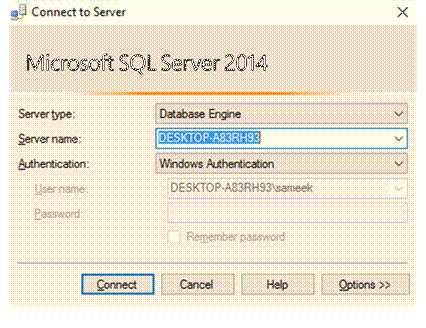 Connect to Server
Microsoft SQL Server 2014
Server type: Database Engine
Server name: DESKTOP-A83RH93
Authentication: Windows Authentication
User name: DESKTOP-A83RH93\sameek
Password:
Remember password
Connect Cancel Help Options >>